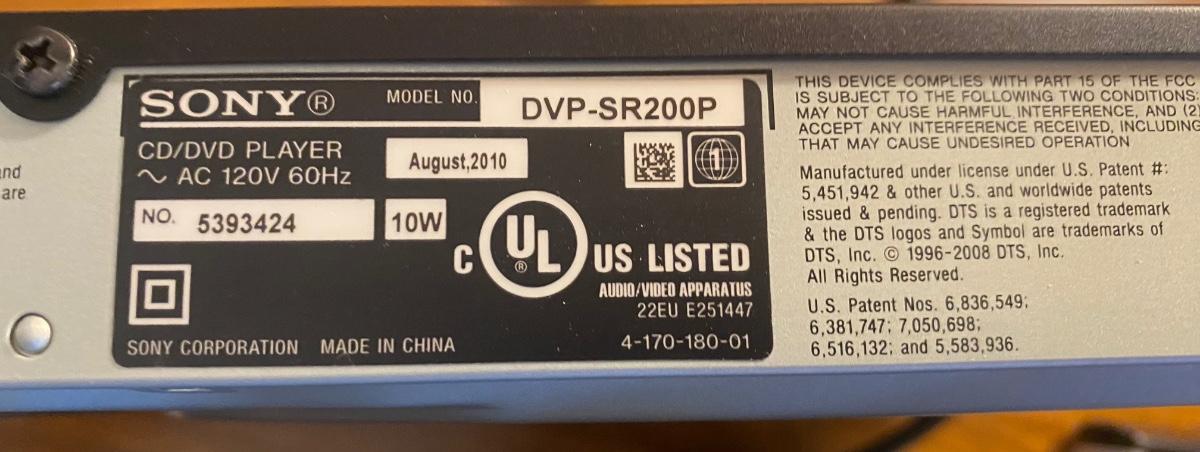 SONY® MODEL NO. DVP-SR200P
CD/DVD PLAYER
August,2010
1
~ AC 120V 60Hz
NO. 5393424
10W
C UL® US LISTED
AUDIO/VIDEO APPARATUS
22EU E251447
SONY CORPORATION MADE IN CHINA
4-170-180-01
and
are
THIS DEVICE COMPLIES WITH PART 15 OF THE FCC
IS SUBJECT TO THE FOLLOWING TWO CONDITIONS:
MAY NOT CAUSE HARMFUL INTERFERENCE, AND (2)
ACCEPT ANY INTERFERENCE RECEIVED, INCLUDING
THAT MAY CAUSE UNDESIRED OPERATION
Manufactured under license under U.S. Patent #:
5,451,942 & other U.S. and worldwide patents
issued & pending. DTS is a registered trademark
& the DTS logos and Symbol are trademarks of
DTS, Inc. © 1996-2008 DTS, Inc.
All Rights Reserved.
U.S. Patent Nos. 6,836,549;
6,381,747; 7,050,698;
6,516,132; and 5,583,936.